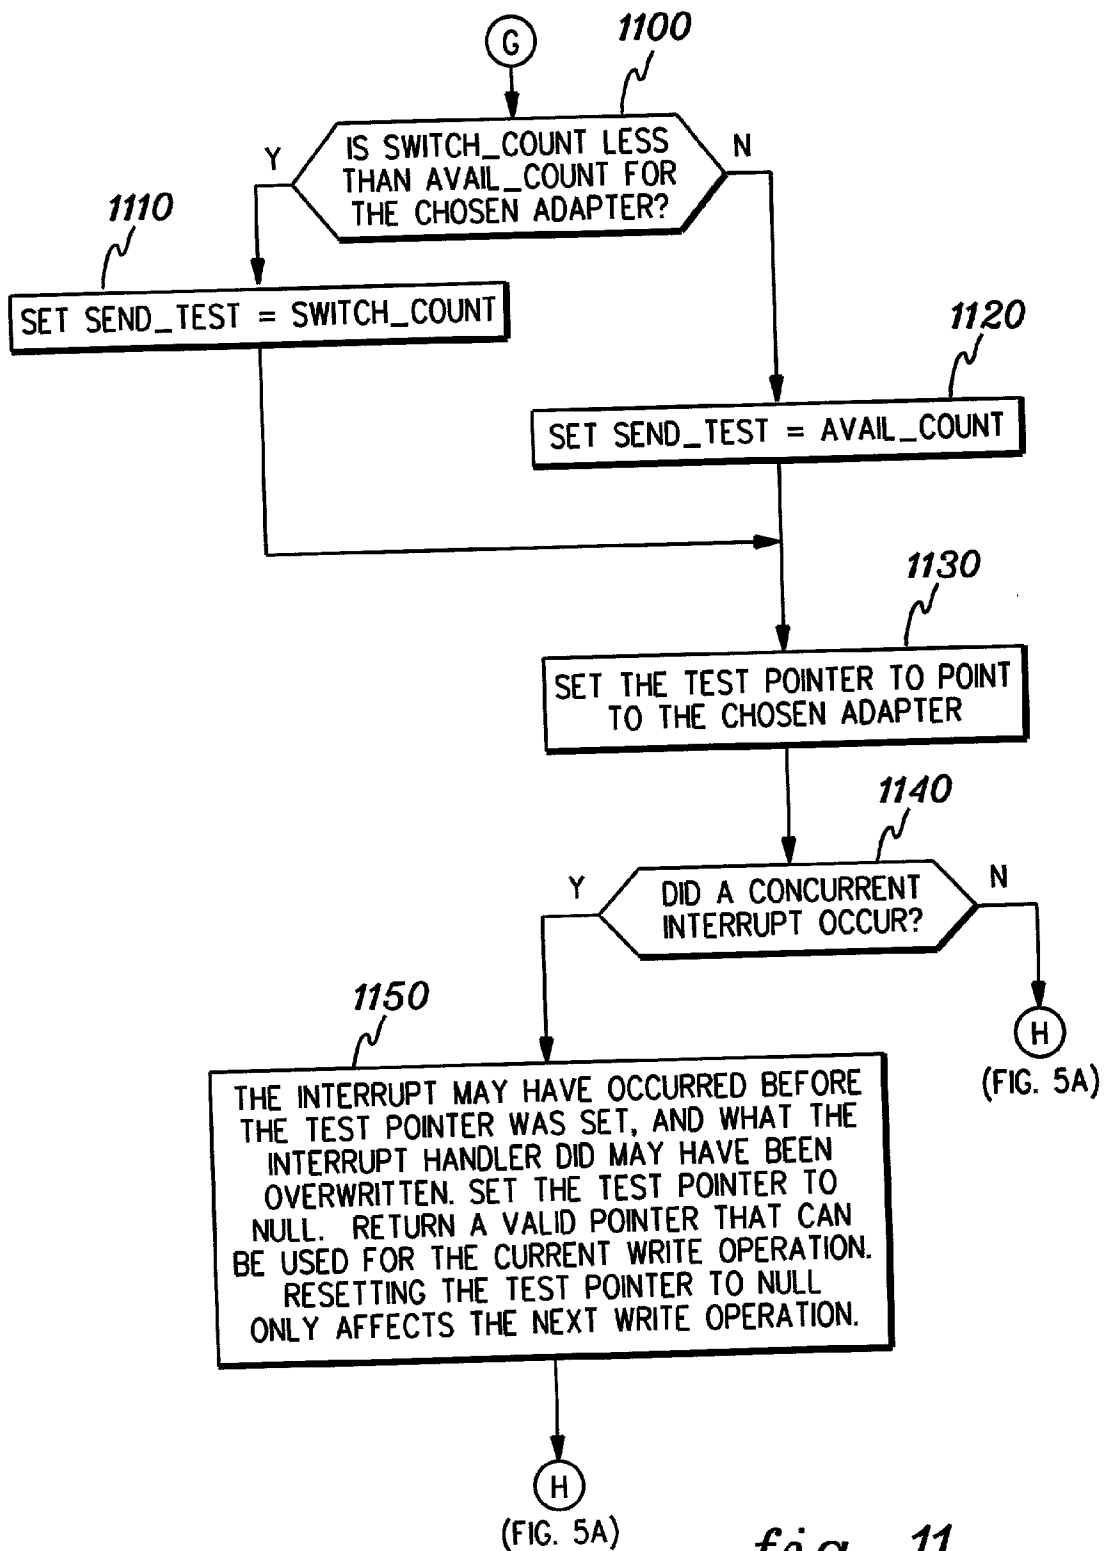 G
1100
IS SWITCH_COUNT LESS
THAN AVAIL_COUNT FOR
THE CHOSEN ADAPTER?
Y
N
1110
SET SEND_TEST = SWITCH_COUNT
1120
SET SEND_TEST = AVAIL_COUNT
1130
SET THE TEST POINTER TO POINT
TO THE CHOSEN ADAPTER
1140
DID A CONCURRENT
INTERRUPT OCCUR?
Y
N
H
(FIG. 5A)
1150
THE INTERRUPT MAY HAVE OCCURRED BEFORE
THE TEST POINTER WAS SET, AND WHAT THE
INTERRUPT HANDLER DID MAY HAVE BEEN
OVERWRITTEN. SET THE TEST POINTER TO
NULL. RETURN A VALID POINTER THAT CAN
BE USED FOR THE CURRENT WRITE OPERATION.
RESETTING THE TEST POINTER TO NULL
ONLY AFFECTS THE NEXT WRITE OPERATION.
H
(FIG. 5A)
fig. 11